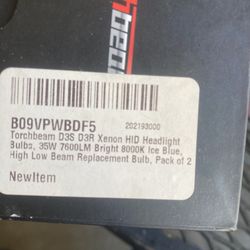 B09VPWBDF5
202193000
Torchbeam D3S D3R Xenon HID Headlight
Bulbs, 35W 7600LM Bright 8000K Ice Blue,
High Low Beam Replacement Bulb, Pack of 2
NewItem